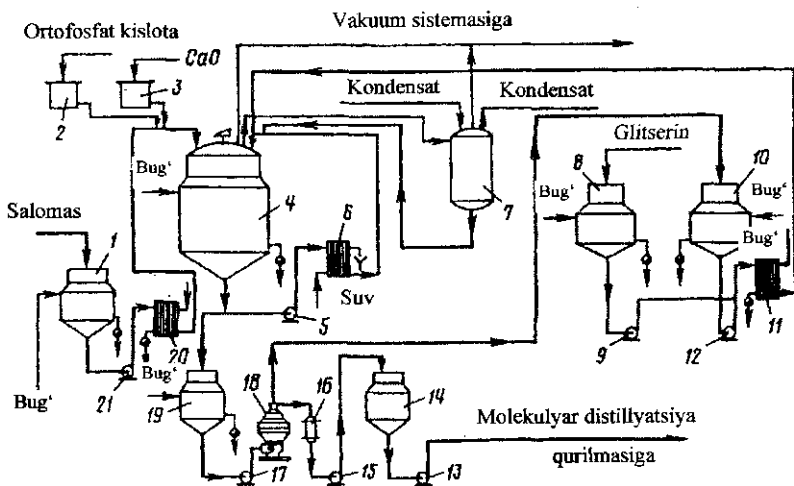 Ortofosfat kislota
Vakuum sistemasiga
CaO
2
3
Kondensat
Kondensat
Glitserin
Bug‘
4
7
8
10
Bug‘
Bug‘
Bug‘
Salomas
1
6
Suv
5
9
12
11
20
21
Bug‘
Bug‘
19
18
16
14
17
15
13
Molekulyar distillyatsiya
qurilmasiga